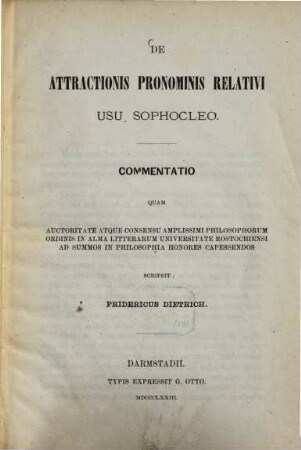 DE
ATTRACTIONIS PRONOMINIS RELATIVI
USU SOPHOCLEO.
COMMENTATIO
QUAM
AUCTORITATE ATQUE CONSENSU AMPLISSIMI PHILOSOPHORUM
ORDINIS IN ALMA LITTERARUM UNIVERSITATE ROSTOCHIENSI
AD SUMMOS IN PHILOSOPHIA HONORES CAPESSENDOS
SCRIPSIT
FRIDERICUS DIETRICH.
DARMSTADII.
TYPIS EXPRESSIT G. OTTO.
MDCCCLXXIII.